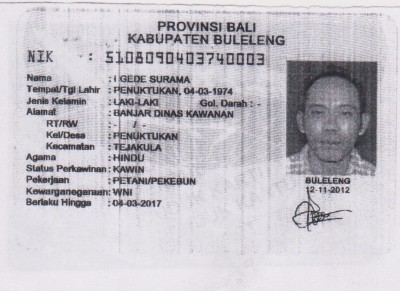 PROVINSI BALI
KABUPATEN BULELENG
NIK : 5108090403740003
Nama : I GEDE SURAMA
Tempat/Tgl Lahir : PENUKTUKAN, 04-03-1974
Jenis Kelamin : LAKI-LAKI Gol. Darah : -
Alamat : BANJAR DINAS KAWANAN
RT/RW : - / -
Kel/Desa : PENUKTUKAN
Kecamatan : TEJAKULA
Agama : HINDU
Status Perkawinan : KAWIN
Pekerjaan : PETANI/PEKEBUN
Kewarganegaraan : WNI
Berlaku Hingga : 04-03-2017
BULELENG
12-11-2012